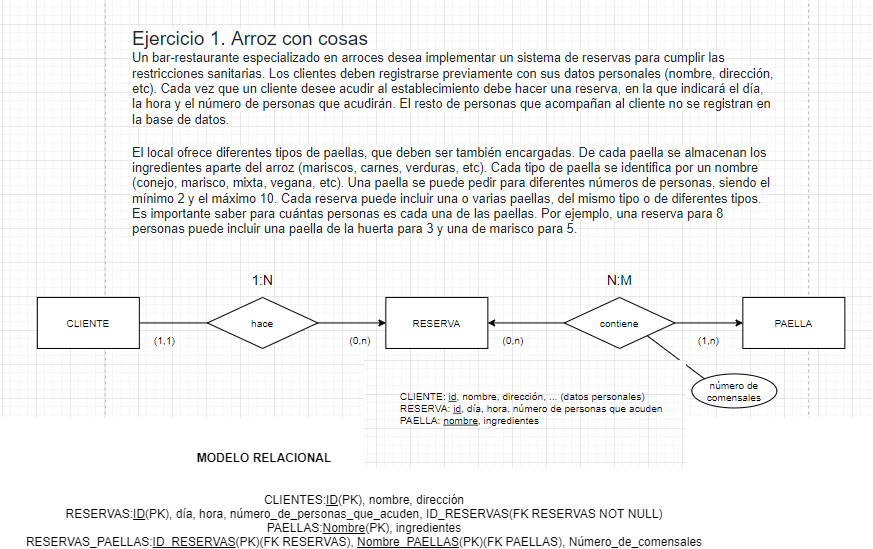 Ejercicio 1. Arroz con cosas
Un bar-restaurante especializado en arroces desea implementar un sistema de reservas para cumplir las
restricciones sanitarias. Los clientes deben registrarse previamente con sus datos personales (nombre, dirección,
etc). Cada vez que un cliente desee acudir al establecimiento debe hacer una reserva, en la que indicará el día,
la hora y el número de personas que acudirán. El resto de personas que acompañan al cliente no se registran en
la base de datos.
El local ofrece diferentes tipos de paellas, que deben ser también encargadas. De cada paella se almacenan los
ingredientes aparte del arroz (mariscos, carnes, verduras, etc). Cada tipo de paella se identifica por un nombre
(conejo, marisco, mixta, vegana, etc). Una paella se puede pedir para diferentes números de personas, siendo el
mínimo 2 y el máximo 10. Cada reserva puede incluir una o varias paellas, del mismo tipo o de diferentes tipos.
Es importante saber para cuántas personas es cada una de las paellas. Por ejemplo, una reserva para 8
personas puede incluir una paella de la huerta para 3 y una de marisco para 5.
1:N
N:M
CLIENTE
hace
RESERVA
contiene
PAELLA
(1,1)
(0,n)
(0,n)
(1,n)
número de
comensales
CLIENTE: id, nombre, dirección, ... (datos personales)
RESERVA: id, día, hora, número de personas que acuden
PAELLA: nombre, ingredientes
MODELO RELACIONAL
CLIENTES:ID(PK), nombre, dirección
RESERVAS:ID(PK), día, hora, número_de_personas_que_acuden, ID_RESERVAS(FK RESERVAS NOT NULL)
PAELLAS:Nombre(PK), ingredientes
RESERVAS_PAELLAS:ID_RESERVAS(PK)(FK RESERVAS), Nombre_PAELLAS(PK)(FK PAELLAS), Número_de_comensales